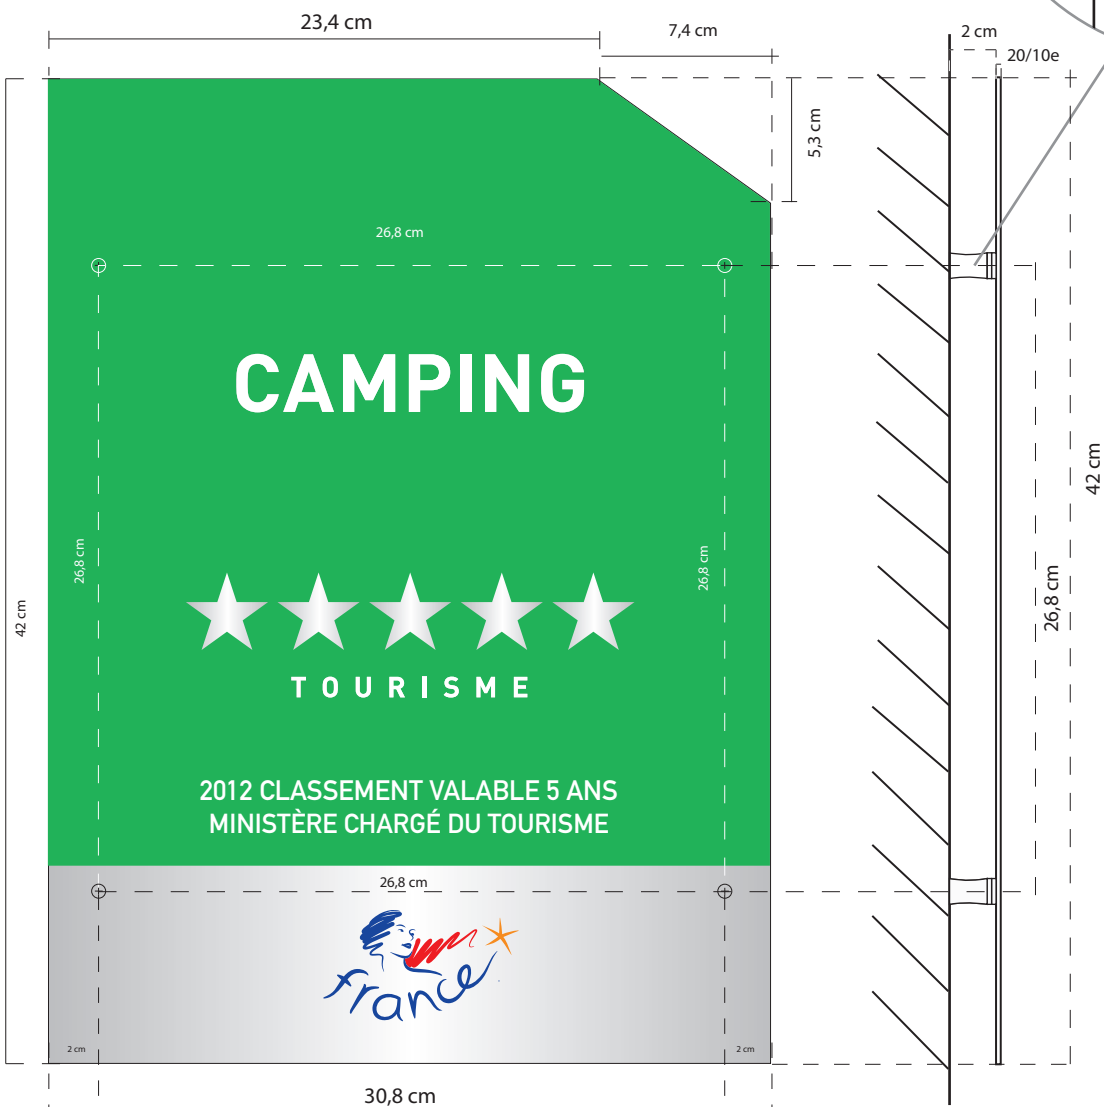 23,4 cm
7,4 cm
2 cm
20/10e
5,3 cm
26,8 cm
CAMPING
42 cm
26,8 cm
26,8 cm
26,8 cm
42 cm
TOURISME
2012 CLASSEMENT VALABLE 5 ANS
MINISTÈRE CHARGÉ DU TOURISME
26,8 cm
france
2 cm
2 cm
30,8 cm